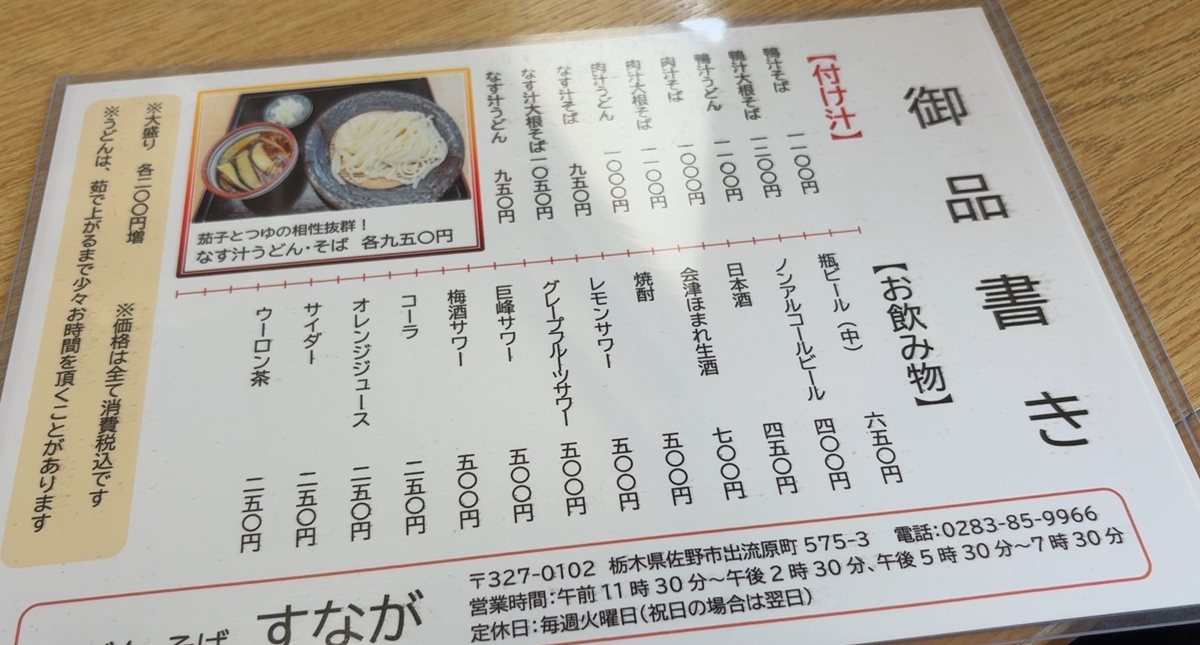 御品書き
【付け汁】
鴨汁そば 一一〇〇円
鴨汁大根そば 一二〇〇円
鴨汁うどん 一一〇〇円
肉汁そば 一〇〇〇円
肉汁大根そば 一一〇〇円
肉汁うどん 一〇〇〇円
なす汁そば 九五〇円
なす汁大根そば 一〇五〇円
なす汁うどん 九五〇円
茄子とつゆの相性抜群！
なす汁うどん・そば 各九五〇円
【お飲み物】
瓶ビール（中） 六五〇円
ノンアルコールビール 四〇〇円
日本酒 四五〇円
会津ほまれ生酒 七〇〇円
焼酎 五〇〇円
レモンサワー 五〇〇円
グレープフルーツサワー 五〇〇円
巨峰サワー 五〇〇円
梅酒サワー 五〇〇円
コーラ 二五〇円
オレンジジュース 二五〇円
サイダー 二五〇円
ウーロン茶 二五〇円
※大盛り 各二〇〇円増 ※価格は全て消費税込です
※うどんは、茹で上がるまで少々お時間を頂くことがあります
そば すなが
〒327-0102 栃木県佐野市出流原町 575-3 電話：0283-85-9966
営業時間：午前11時30分～午後2時30分、午後5時30分～7時30分
定休日：毎週火曜日（祝日の場合は翌日）